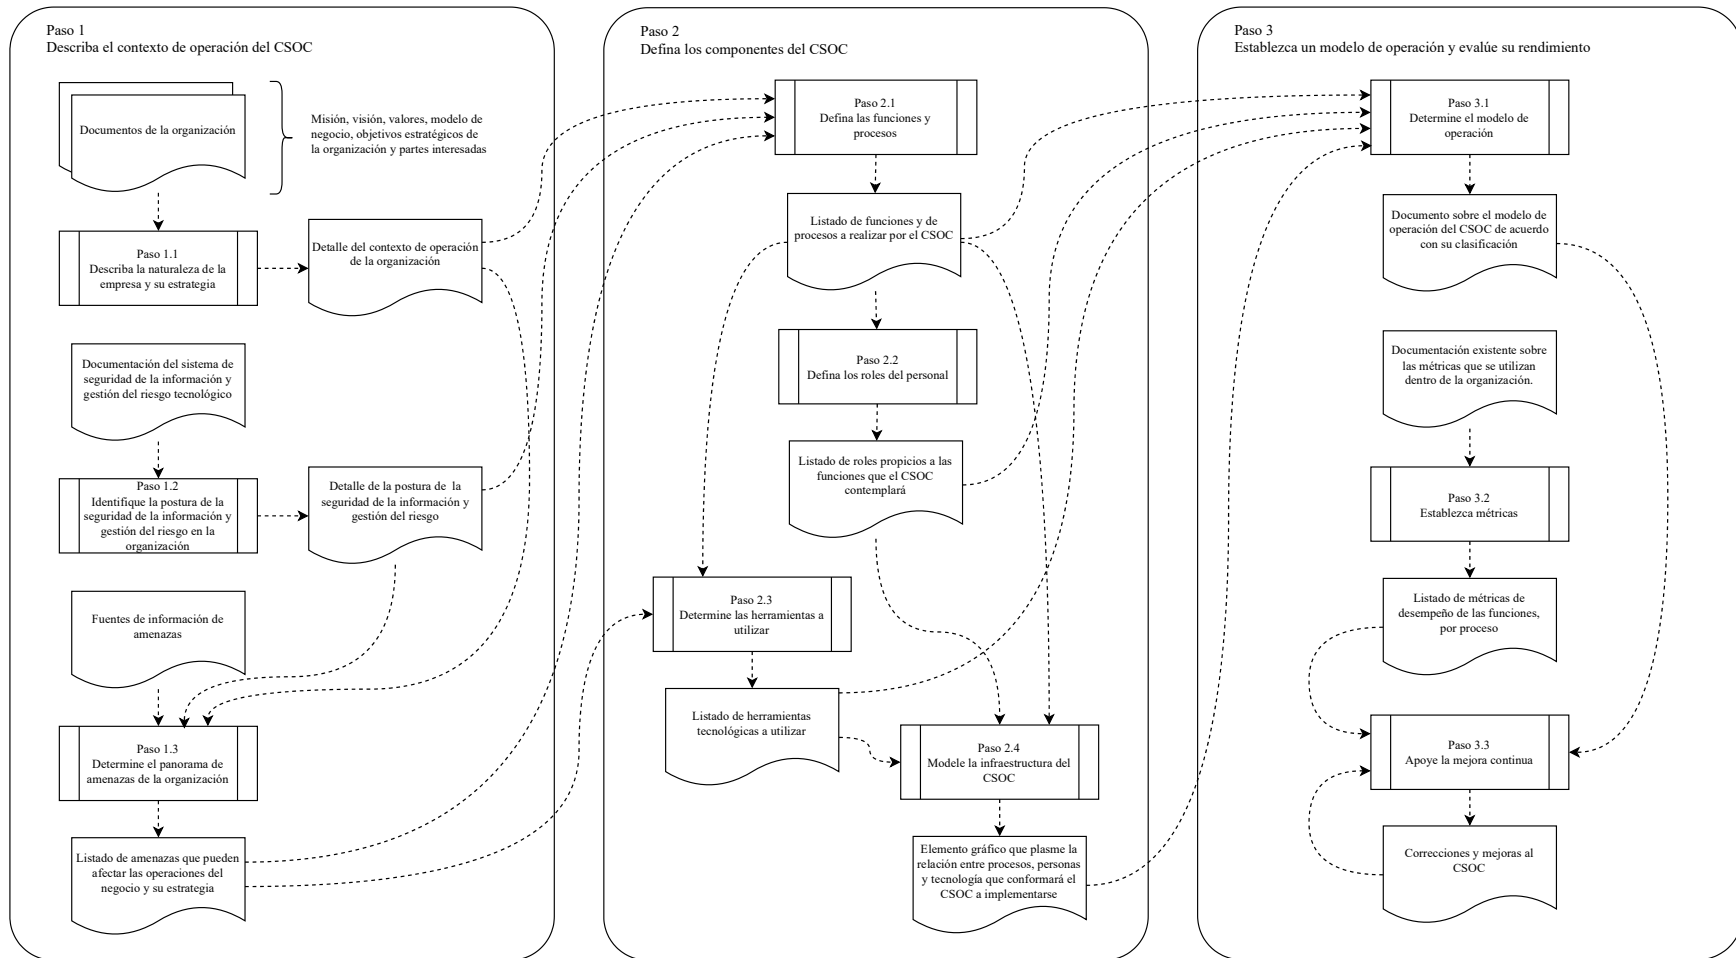 Paso 1
Describa el contexto de operación del CSOC
Documentos de la organización
Misión, visión, valores, modelo de
negocio, objetivos estratégicos de
la organización y partes interesadas
Paso 1.1
Describa la naturaleza de la
empresa y su estrategia
Detalle del contexto de operación
de la organización
Documentación del sistema de
seguridad de la información y
gestión del riesgo tecnológico
Paso 1.2
Identifique la postura de la
seguridad de la información y
gestión del riesgo en la
organización
Detalle de la postura de la
seguridad de la información y
gestión del riesgo
Fuentes de información de
amenazas
Paso 1.3
Determine el panorama de
amenazas de la organización
Listado de amenazas que pueden
afectar las operaciones del
negocio y su estrategia
Paso 2
Defina los componentes del CSOC
Paso 2.1
Defina las funciones y
procesos
Listado de funciones y de
procesos a realizar por el CSOC
Paso 2.2
Defina los roles del personal
Listado de roles propicios a las
funciones que el CSOC
contemplará
Paso 2.3
Determine las herramientas a
utilizar
Listado de herramientas
tecnológicas a utilizar
Paso 2.4
Modele la infraestructura del
CSOC
Elemento gráfico que plasme la
relación entre procesos, personas
y tecnología que conformará el
CSOC a implementarse
Paso 3
Establezca un modelo de operación y evalúe su rendimiento
Paso 3.1
Determine el modelo de
operación
Documento sobre el modelo de
operación del CSOC de acuerdo
con su clasificación
Documentación existente sobre
las métricas que se utilizan
dentro de la organización.
Paso 3.2
Establezca métricas
Listado de métricas de
desempeño de las funciones,
por proceso
Paso 3.3
Apoye la mejora continua
Correcciones y mejoras al
CSOC